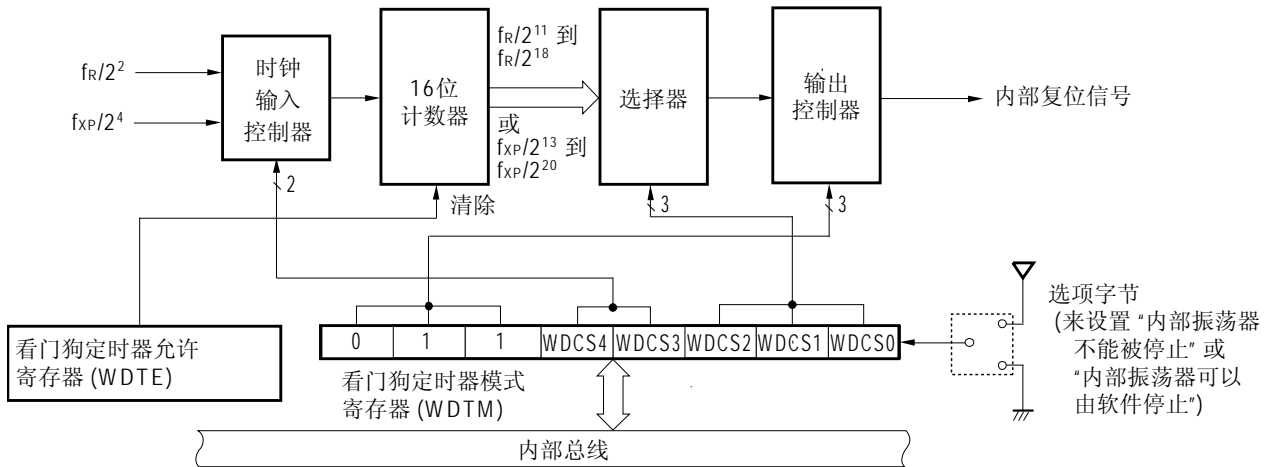 fR/2²
fXP/2⁴
时钟
输入
控制器
2
16位
计数器
清除
fR/2¹¹ 到
fR/2¹⁸
或
fXP/2¹³ 到
fXP/2²⁰
选择器
3
输出
控制器
3
内部复位信号
看门狗定时器允许
寄存器 (WDTE)
0 1 1 WDCS4 WDCS3 WDCS2 WDCS1 WDCS0
看门狗定时器模式
寄存器 (WDTM)
选项字节
(来设置 “内部振荡器
不能被停止” 或
“内部振荡器可以
由软件停止”)
内部总线